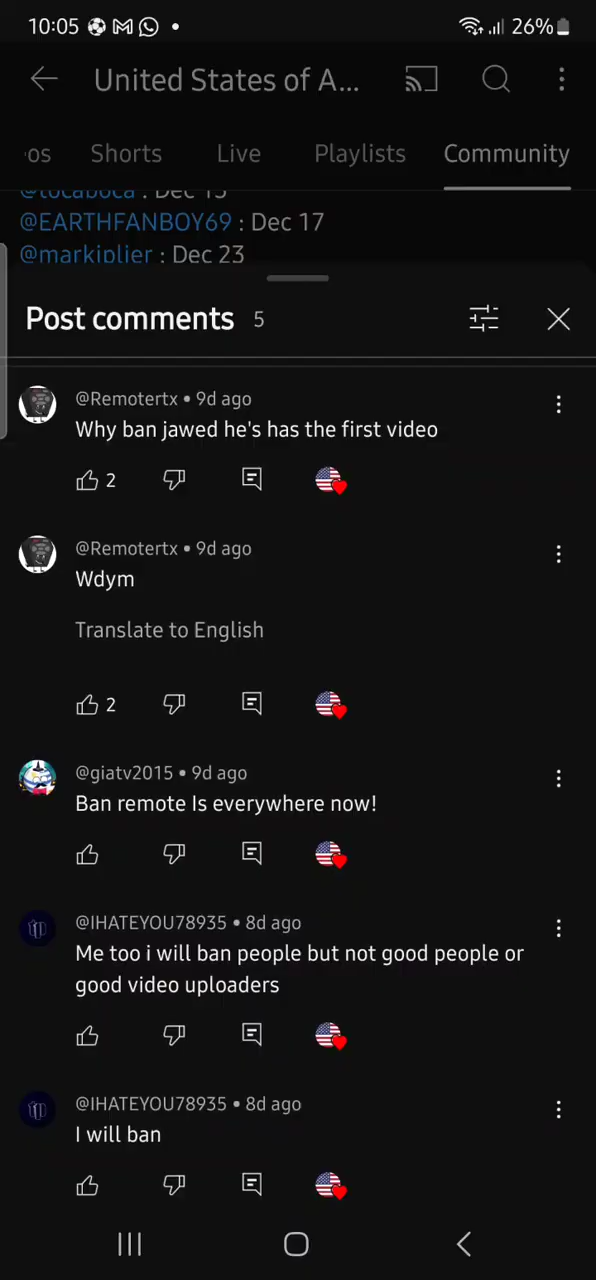 10:05
26%
United States of A...
os
Shorts
Live
Playlists
Community
@tocaboca : Dec 15
@EARTHFANBOY69 : Dec 17
@markiplier : Dec 23
Post comments 5
@Remotertx • 9d ago
Why ban jawed he's has the first video
2
@Remotertx • 9d ago
Wdym
Translate to English
2
@giatv2015 • 9d ago
Ban remote Is everywhere now!
@IHATEYOU78935 • 8d ago
Me too i will ban people but not good people or
good video uploaders
@IHATEYOU78935 • 8d ago
I will ban